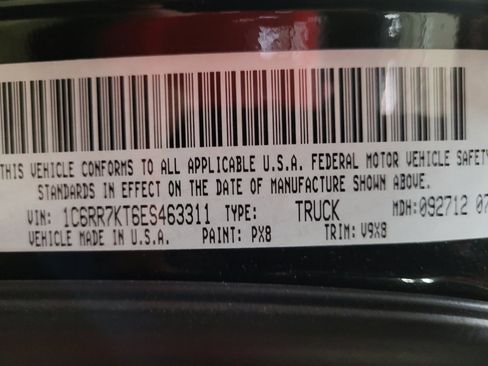 THIS VEHICLE CONFORMS TO ALL APPLICABLE U.S.A. FEDERAL MOTOR VEHICLE SAFETY
STANDARDS IN EFFECT ON THE DATE OF MANUFACTURE SHOWN ABOVE.
VIN: 1C6RR7KT6ES463311 TYPE: TRUCK MDH:092712 07
VEHICLE MADE IN U.S.A. PAINT: PX8 TRIM: V9X8